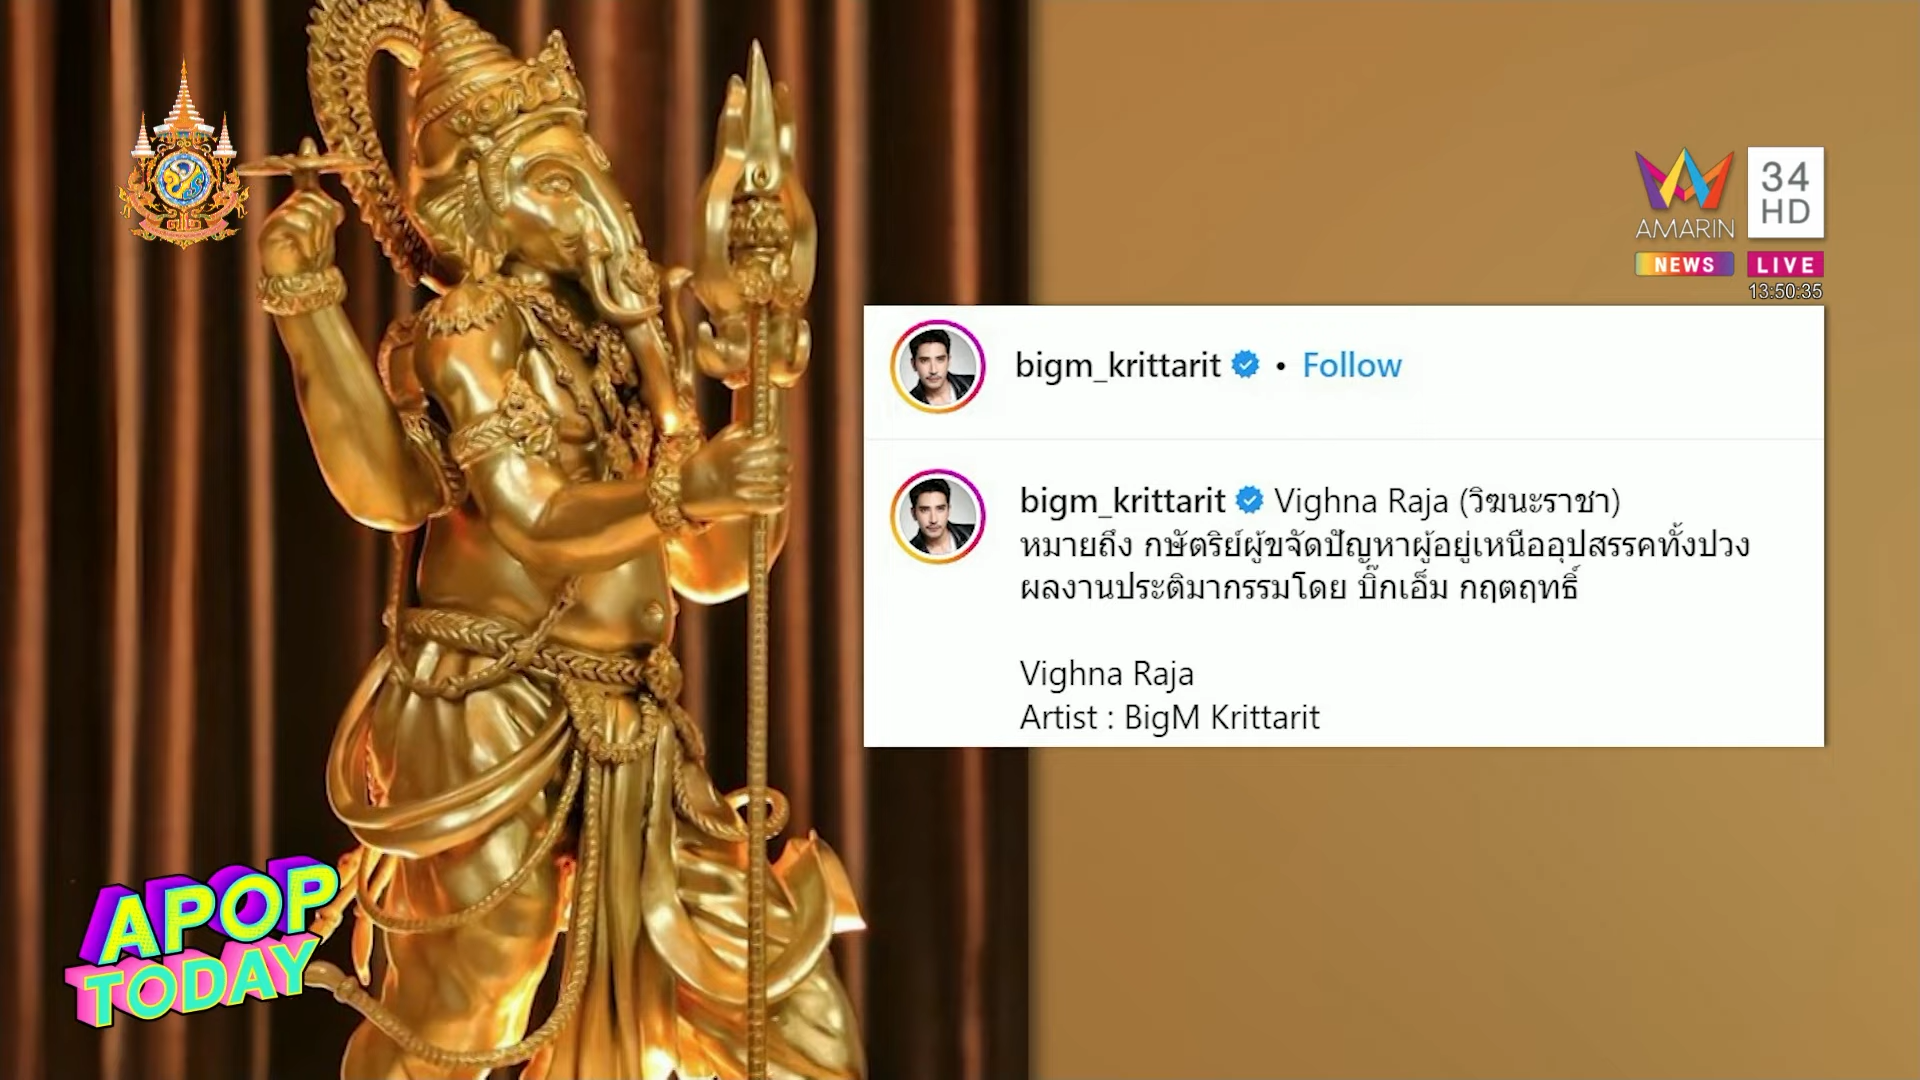 AMARIN
34
HD
NEWS
LIVE
13:50:35
bigm_krittarit • Follow
bigm_krittarit Vighna Raja (วิฆนะราชา)
หมายถึง กษัตริย์ผู้ขจัดปัญหาผู้อยู่เหนืออุปสรรคทั้งปวง
ผลงานประติมากรรมโดย บิ๊กเอ็ม กฤตฤทธิ์
Vighna Raja
Artist : BigM Krittarit
APOP
TODAY